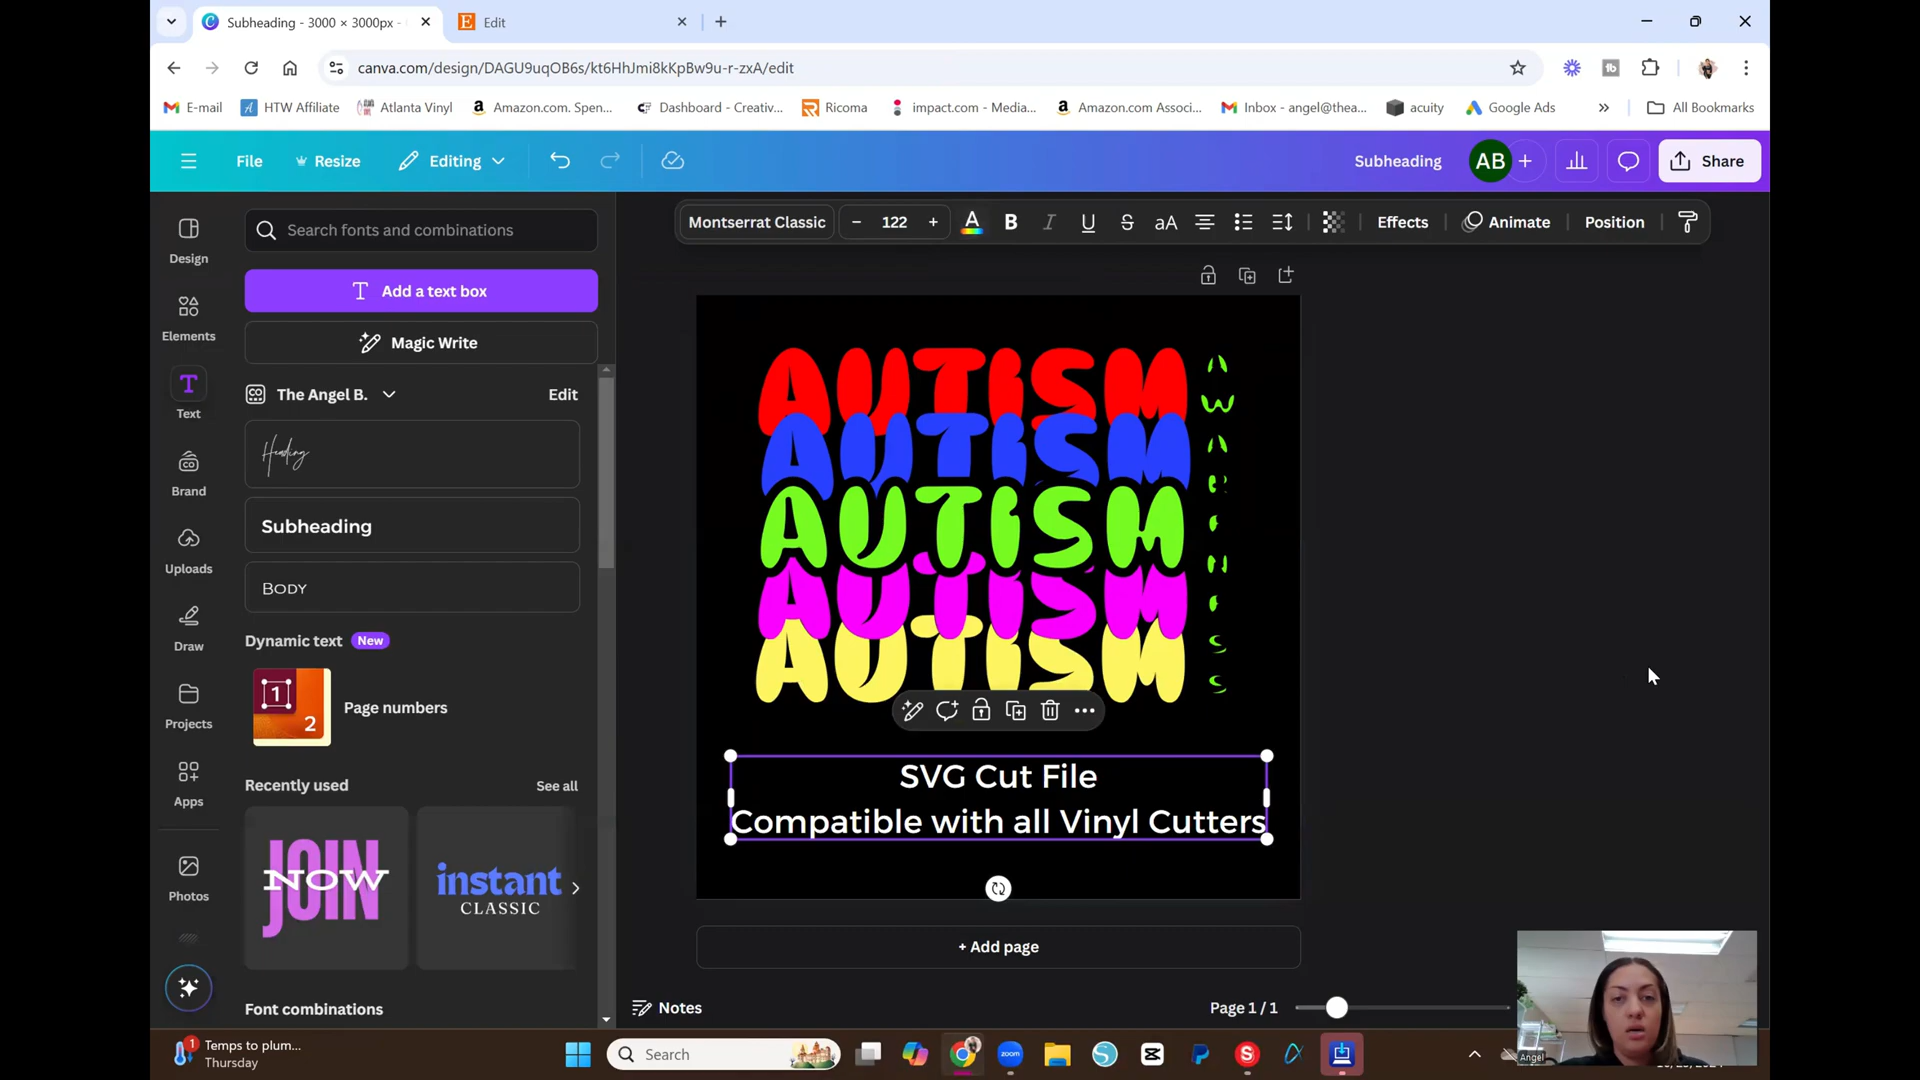 Subheading - 3000 × 3000px -
Edit
canva.com/design/DAGU9uqOB6s/kt6HhJmi8kKpBw9u-r-zxA/edit
E-mail
HTW Affiliate
Atlanta Vinyl
Amazon.com. Spen...
Dashboard - Creativ...
Ricoma
impact.com - Media...
Amazon.com Associ...
Inbox - angel@thea...
acuity
Google Ads
All Bookmarks
File
Resize
Editing
Subheading
AB
Share
Design
Elements
Text
Brand
Uploads
Draw
Projects
Apps
Photos
Search fonts and combinations
Add a text box
Magic Write
The Angel B.
Edit
Heading
Subheading
BODY
Dynamic text New
Page numbers
Recently used
See all
JOIN
NOW
instant
CLASSIC
Font combinations
Montserrat Classic
122
Effects
Animate
Position
AUTISM
AUTISM
AUTISM
AUTISM
AUTISM
SVG Cut File
Compatible with all Vinyl Cutters
+ Add page
Notes
Page 1 / 1
Angel
Temps to plum...
Thursday
Search
zoom